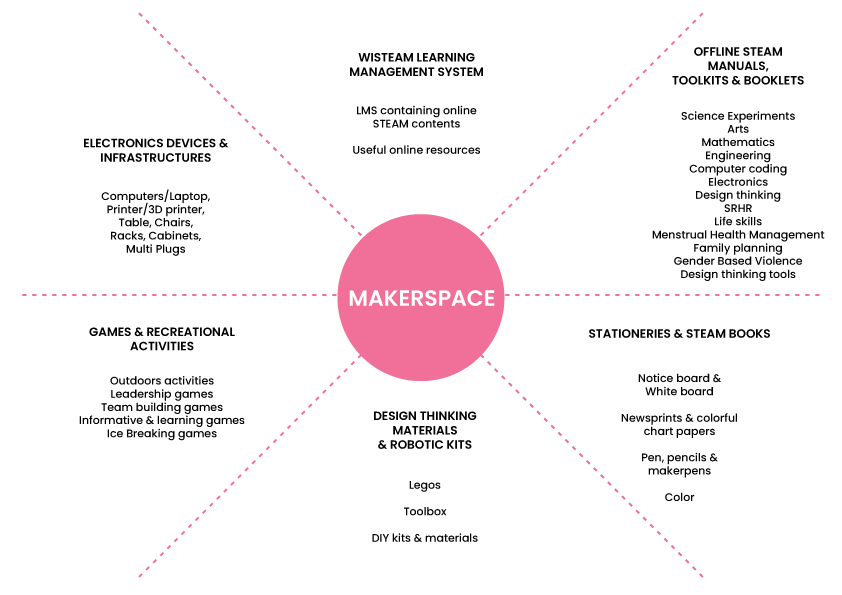 WISTEAM LEARNING
MANAGEMENT SYSTEM
LMS containing online
STEAM contents
Useful online resources
OFFLINE STEAM
MANUALS,
TOOLKITS & BOOKLETS
Science Experiments
Arts
Mathematics
Engineering
Computer coding
Electronics
Design thinking
SRHR
Life skills
Menstrual Health Management
Family planning
Gender Based Violence
Design thinking tools
ELECTRONICS DEVICES &
INFRASTRUCTURES
Computers/Laptop,
Printer/3D printer,
Table, Chairs,
Racks, Cabinets,
Multi Plugs
MAKERSPACE
GAMES & RECREATIONAL
ACTIVITIES
Outdoors activities
Leadership games
Team building games
Informative & learning games
Ice Breaking games
DESIGN THINKING
MATERIALS
& ROBOTIC KITS
Legos
Toolbox
DIY kits & materials
STATIONERIES & STEAM BOOKS
Notice board &
White board
Newsprints & colorful
chart papers
Pen, pencils &
makerpens
Color